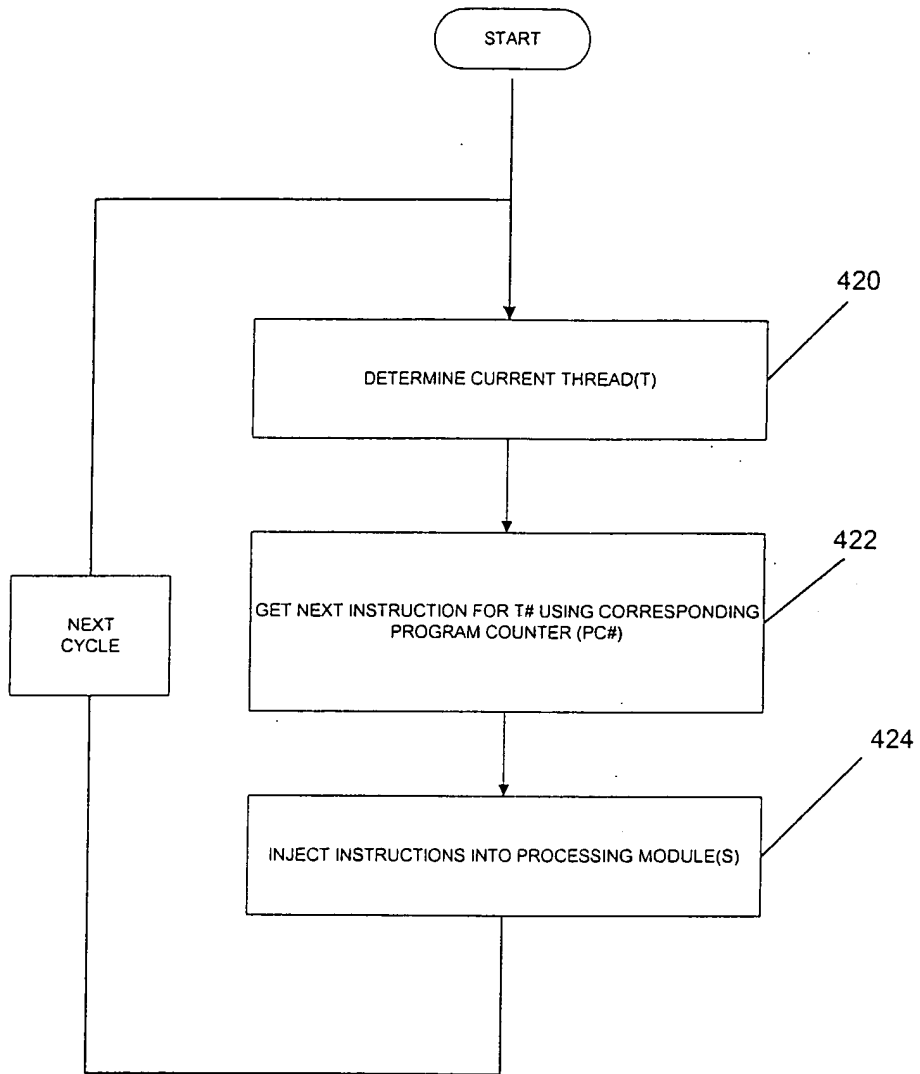 START
420
DETERMINE CURRENT THREAD(T)
422
GET NEXT INSTRUCTION FOR T# USING CORRESPONDING
PROGRAM COUNTER (PC#)
NEXT
CYCLE
424
INJECT INSTRUCTIONS INTO PROCESSING MODULE(S)